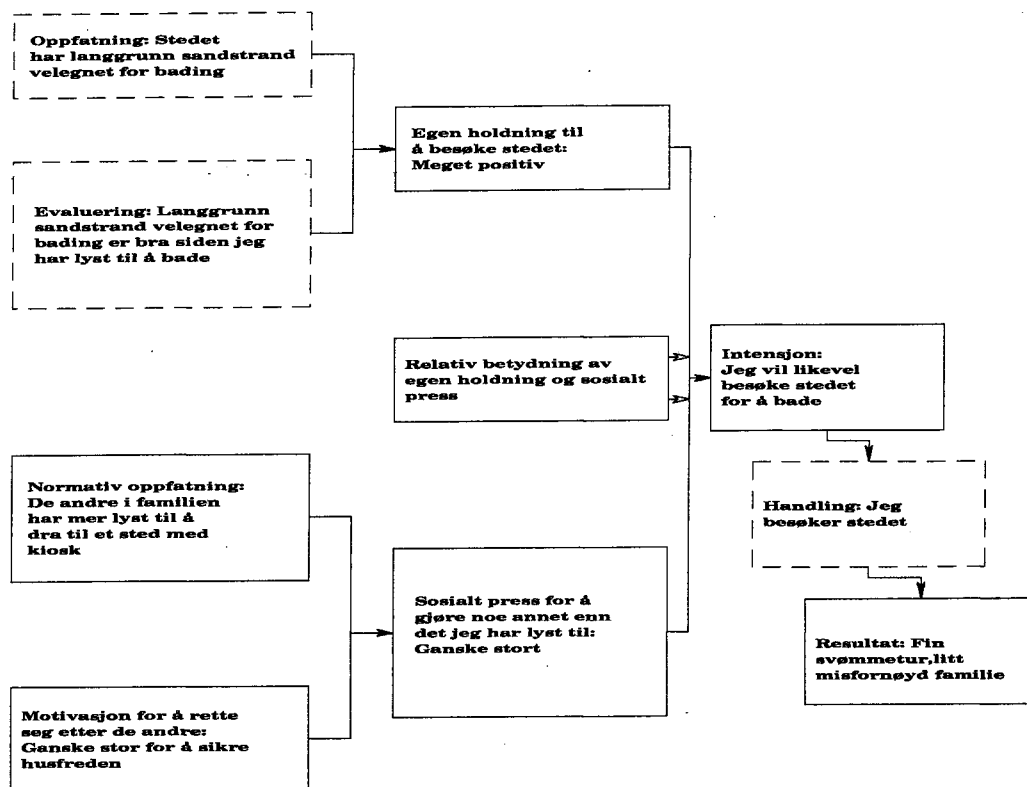 Oppfatning: Stedet
har langgrunn sandstrand
velegnet for bading
Evaluering: Langgrunn
sandstrand velegnet for
bading er bra siden jeg
har lyst til å bade
Egen holdning til
å besøke stedet:
Meget positiv
Relativ betydning av
egen holdning og sosialt
press
Intensjon:
Jeg vil likevel
besøke stedet
for å bade
Normativ oppfatning:
De andre i familien
har mer lyst til å
dra til et sted med
kiosk
Handling: Jeg
besøker stedet
Sosialt press for å
gjøre noe annet enn
det jeg har lyst til:
Ganske stort
Resultat: Fin
svømmetur,litt
misfornøyd familie
Motivasjon for å rette
seg etter de andre:
Ganske stor for å sikre
husfreden